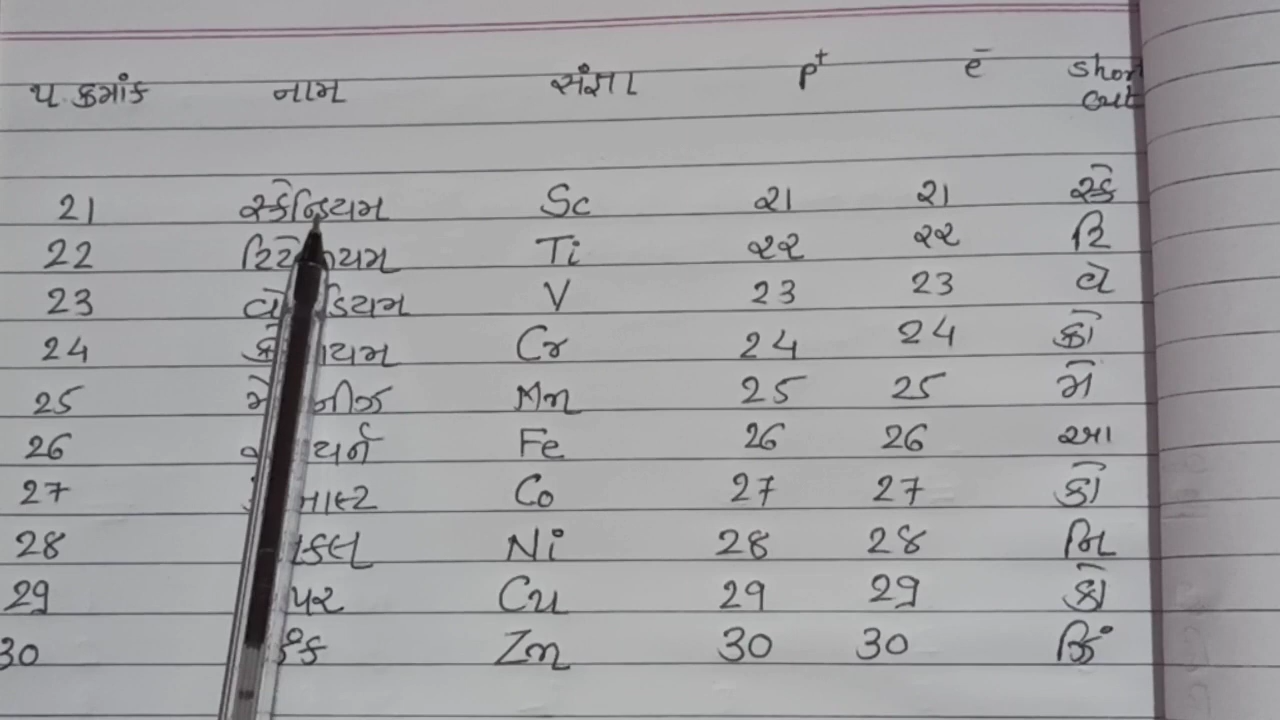 પ. ક્રમાંક નામ સંજ્ઞા p⁺ e⁻ short cut
21 સ્કેન્ડિયમ Sc ૨1 ૨1 સ્કે
22 Ti ૨૨ ૨૨ ટિ
23 V 23 23 વે
24 Cr 24 24 ક્રો
25 Mn 25 25 મે
26 Fe 26 26 આ
27 Co 27 27 કો
28 Ni 28 28 નિ
29 Cu 29 29 કો
30 Zn 30 30 ઝિં